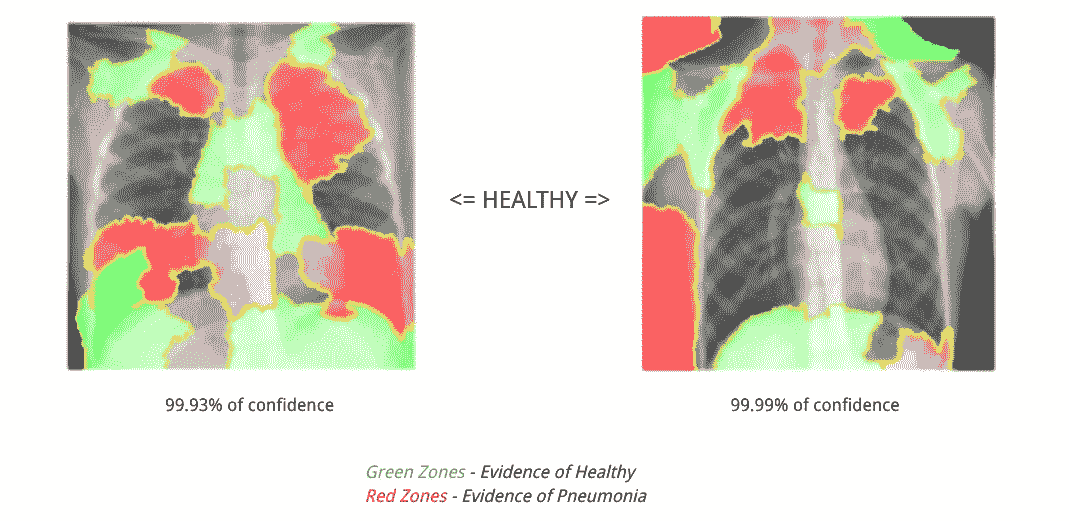 <= HEALTHY =>
99.93% of confidence
99.99% of confidence
Green Zones - Evidence of Healthy
Red Zones - Evidence of Pneumonia